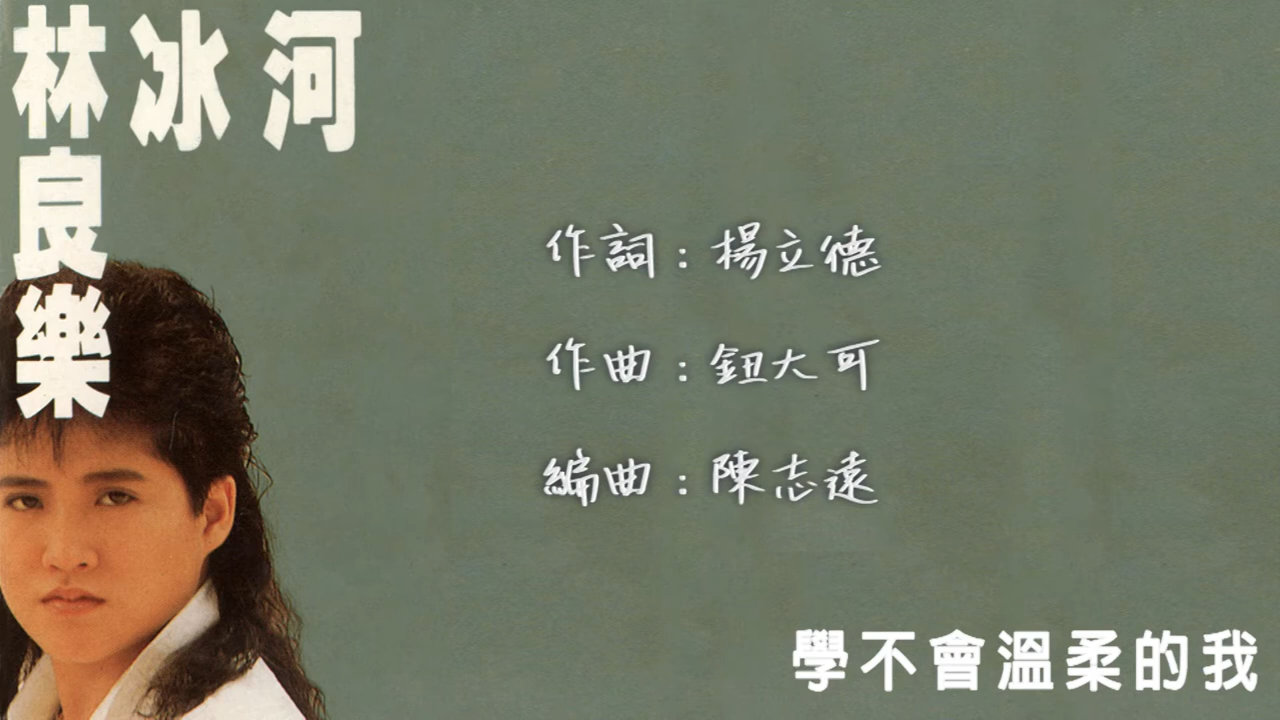 林良樂
冰河
作詞：楊立德
作曲：鈕大可
編曲：陳志遠
學不會溫柔的我